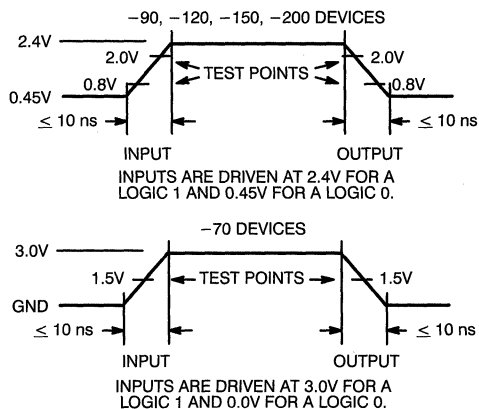 −90, −120, −150, −200 DEVICES
2.4V
2.0V
TEST POINTS
2.0V
0.8V
0.8V
0.45V
≤ 10 ns
≤ 10 ns
INPUT
OUTPUT
INPUTS ARE DRIVEN AT 2.4V FOR A
LOGIC 1 AND 0.45V FOR A LOGIC 0.
−70 DEVICES
3.0V
1.5V
TEST POINTS
1.5V
GND
≤ 10 ns
≤ 10 ns
INPUT
OUTPUT
INPUTS ARE DRIVEN AT 3.0V FOR A
LOGIC 1 AND 0.0V FOR A LOGIC 0.